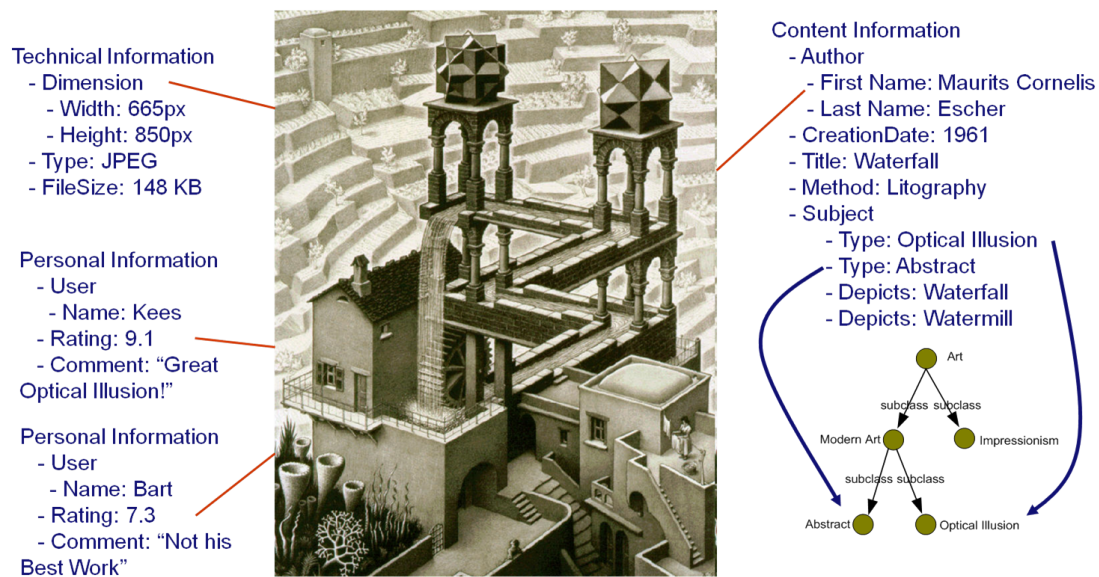 Technical Information
- Dimension
- Width: 665px
- Height: 850px
- Type: JPEG
- FileSize: 148 KB
Personal Information
- User
- Name: Kees
- Rating: 9.1
- Comment: “Great
Optical Illusion!”
Personal Information
- User
- Name: Bart
- Rating: 7.3
- Comment: “Not his
Best Work”
Content Information
- Author
- First Name: Maurits Cornelis
- Last Name: Escher
- CreationDate: 1961
- Title: Waterfall
- Method: Litography
- Subject
- Type: Optical Illusion
- Type: Abstract
- Depicts: Waterfall
- Depicts: Watermill
Art
subclass subclass
Modern Art Impressionism
subclass subclass
Abstract Optical Illusion